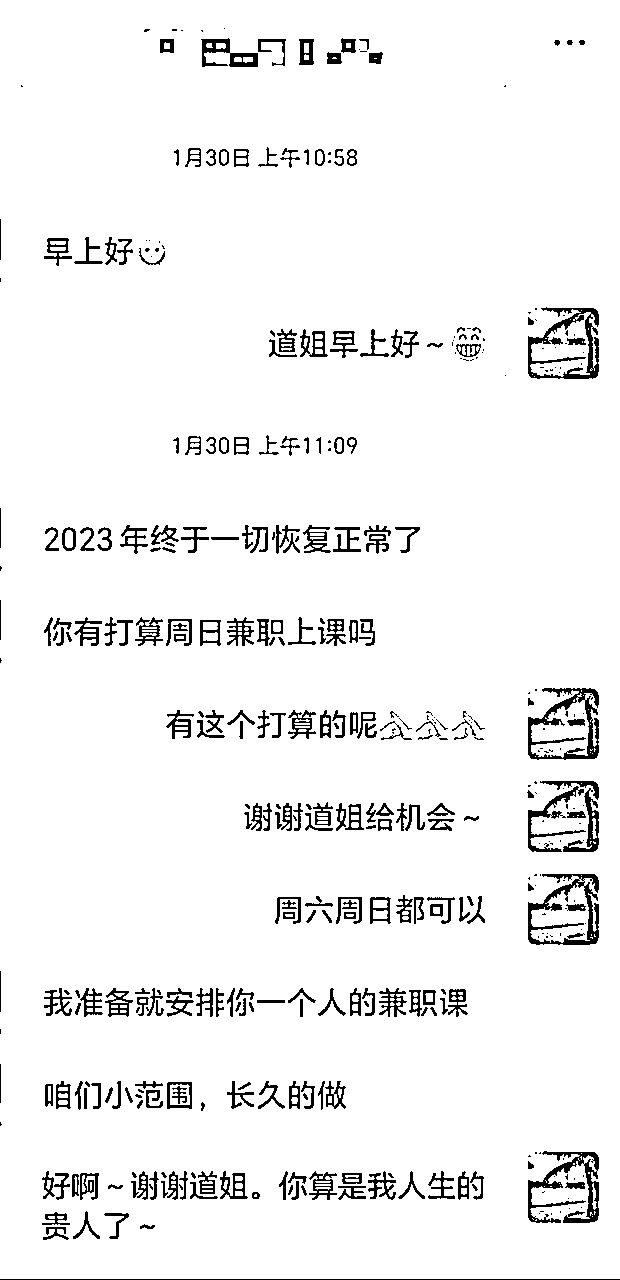 1月30日 上午10:58
早上好
道姐早上好～
1月30日 上午11:09
2023年终于一切恢复正常了
你有打算周日兼职上课吗
有这个打算的呢
谢谢道姐给机会～
周六周日都可以
我准备就安排你一个人的兼职课
咱们小范围，长久的做
好啊～谢谢道姐。你算是我人生的
贵人了～